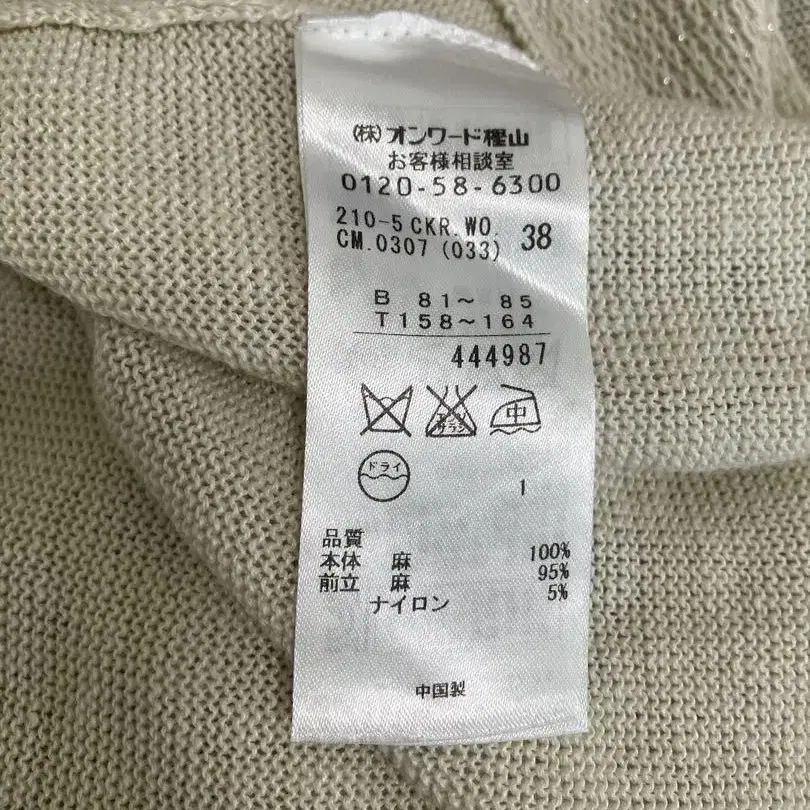 (株)オンワード樫山
お客様相談室
0120-58-6300
210-5 CKR.WO. 38
CM.0307 (033)
B 81～ 85
T158～164
444987
中
ドライ
1
品質
本体 麻 100%
前立 麻 95%
ナイロン 5%
中国製